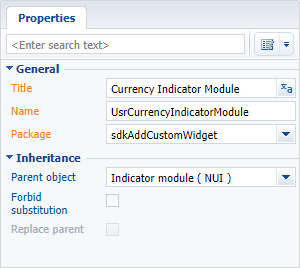 Properties
<Enter search text>
General
Title Currency Indicator Module
Name UsrCurrencyIndicatorModule
Package sdkAddCustomWidget
Inheritance
Parent object Indicator module ( NUI )
Forbid
substitution
Replace parent